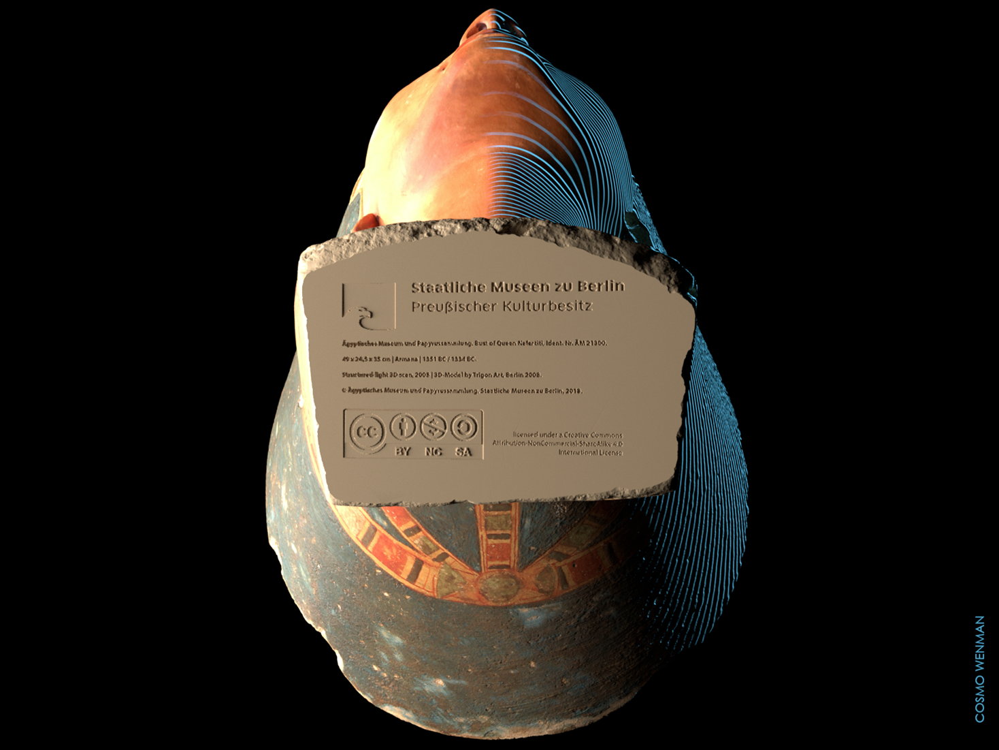 Staatliche Museen zu Berlin
Preußischer Kulturbesitz
Ägyptisches Museum und Papyrussammlung. Bust of Queen Nefertiti, Ident. Nr. ÄM 21300.
49 x 24,5 x 35 cm | Armana | 1351 BC / 1334 BC.
Structured-light 3D scan, 2008 | 3D-Model by Trigon Art, Berlin 2008.
© Ägyptisches Museum und Papyrussammlung. Staatliche Museen zu Berlin, 2018.
cc
BY NC SA
licensed under a Creative Commons
Attribution-NonCommercial-ShareAlike 4.0
International License
COSMO WENMAN